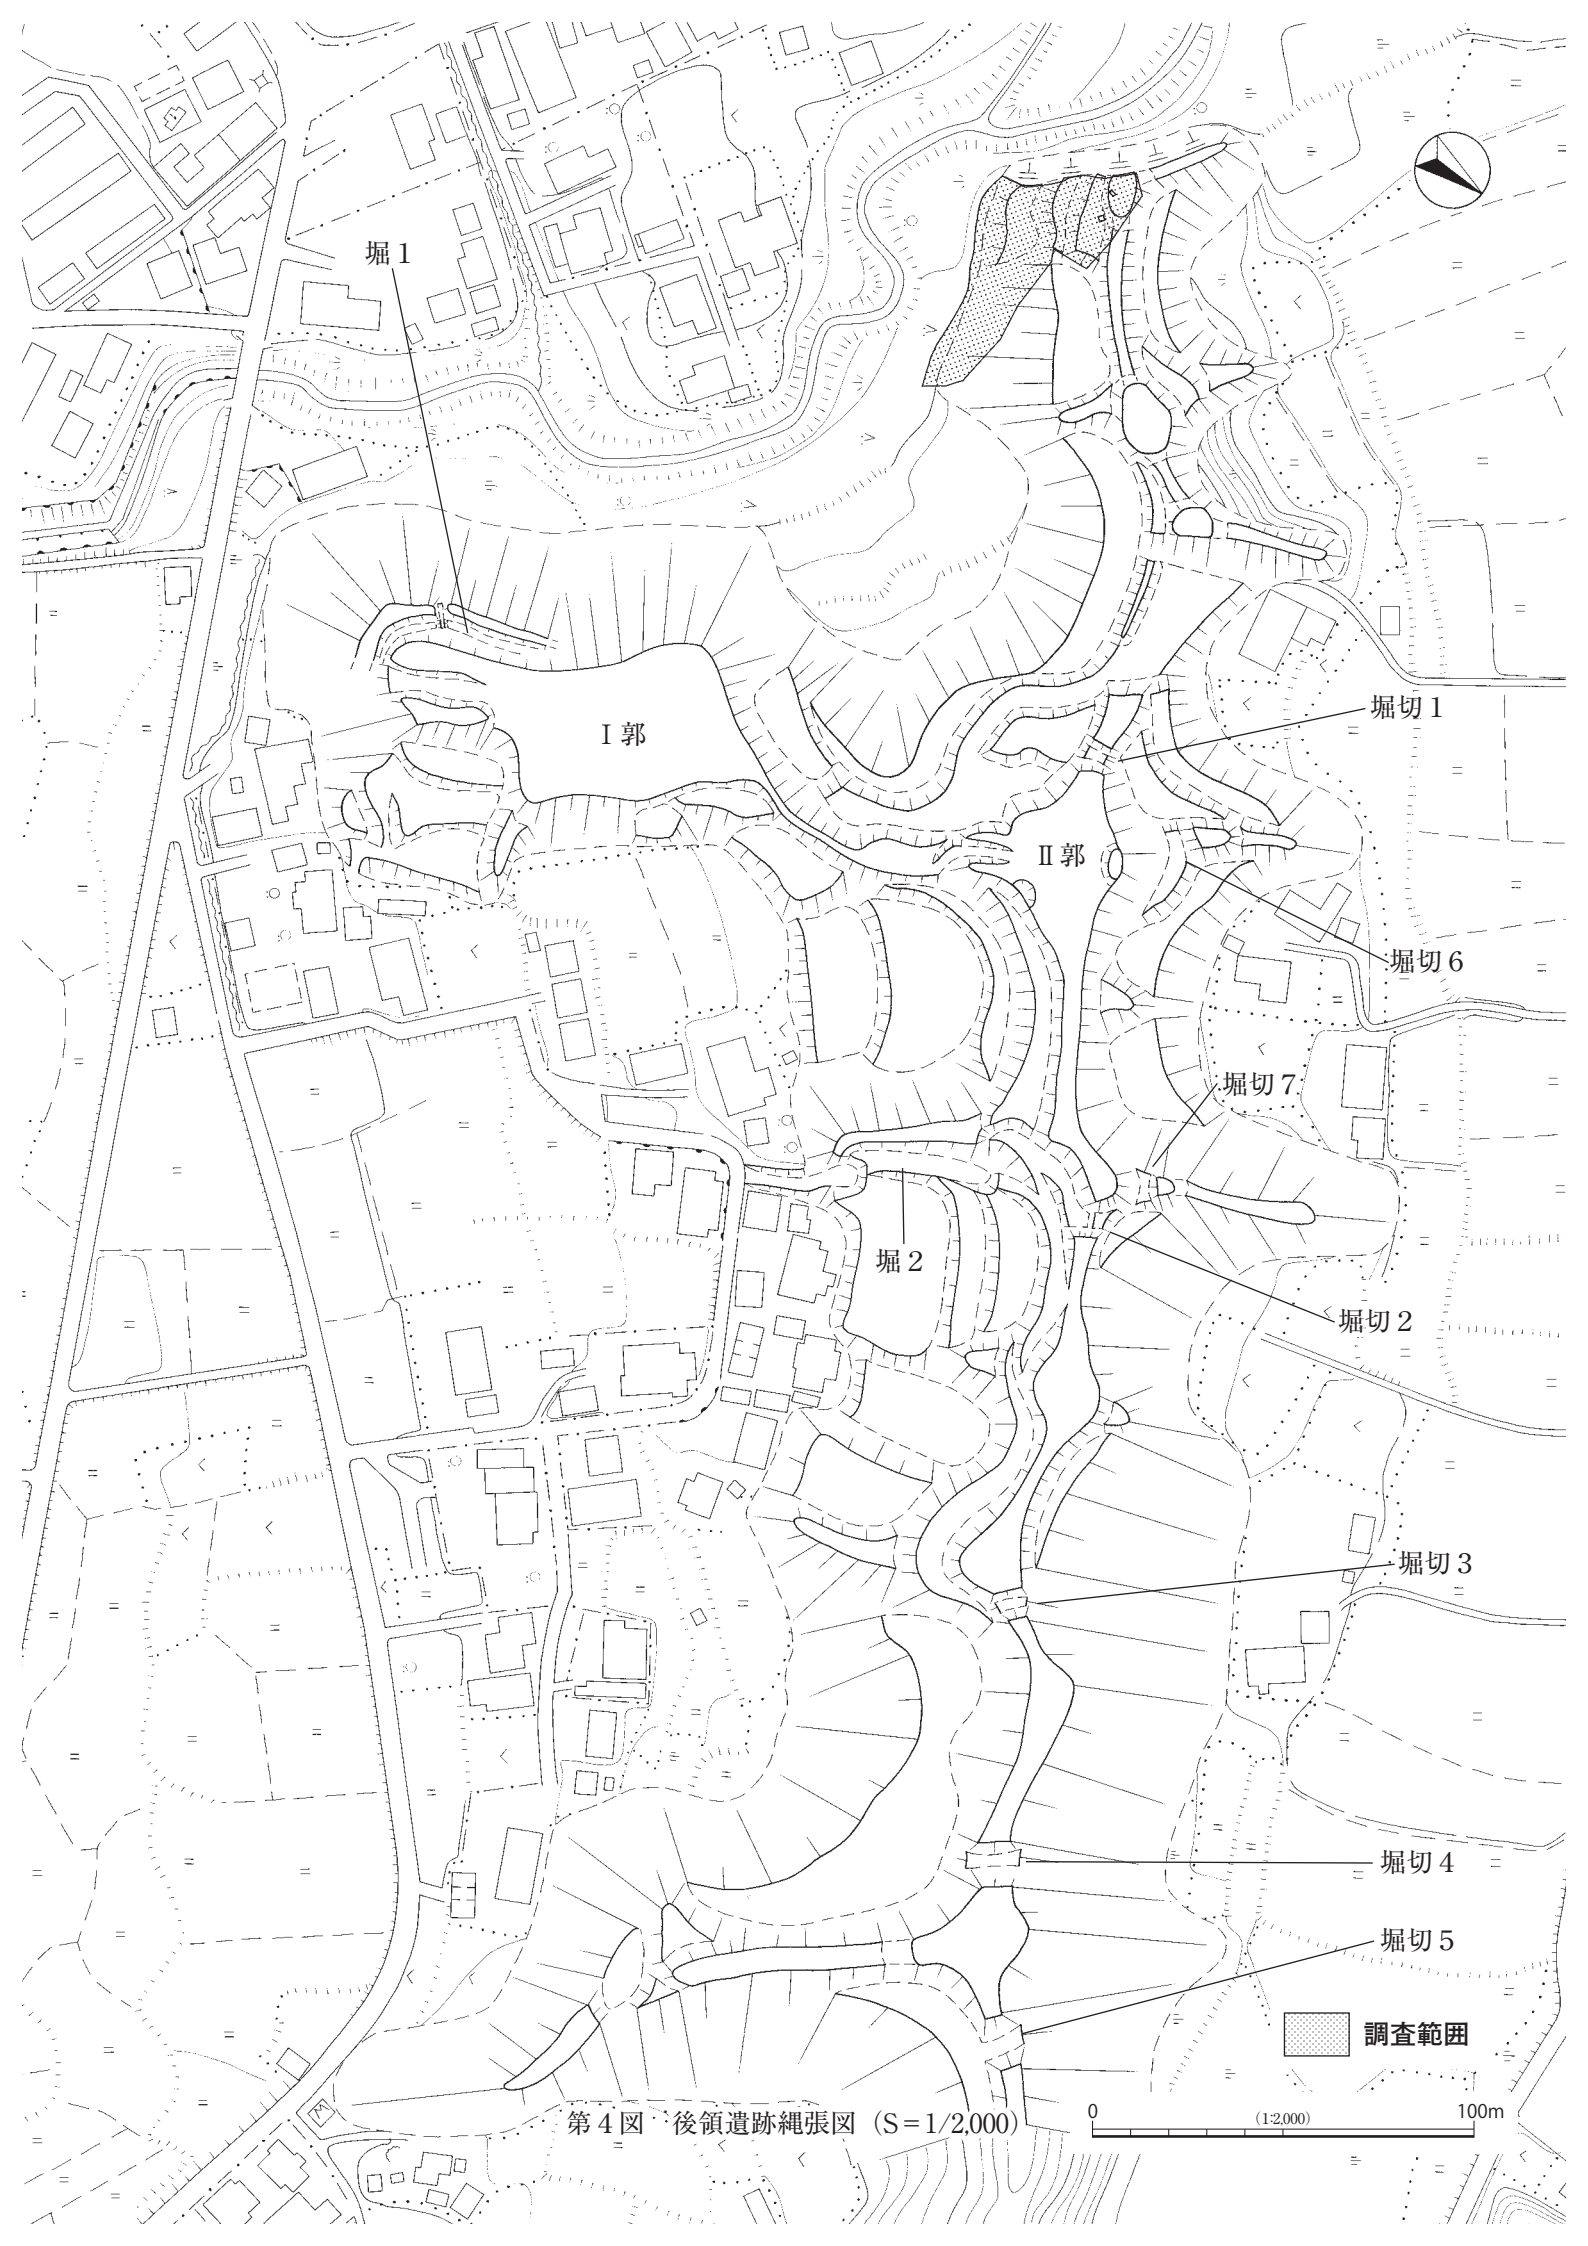 堀1
Ⅰ郭
堀切1
Ⅱ郭
堀切6
堀切7
堀2
堀切2
堀切3
堀切4
堀切5
調査範囲
第4図 後領遺跡縄張図（S=1/2,000）
0 (1:2,000) 100m